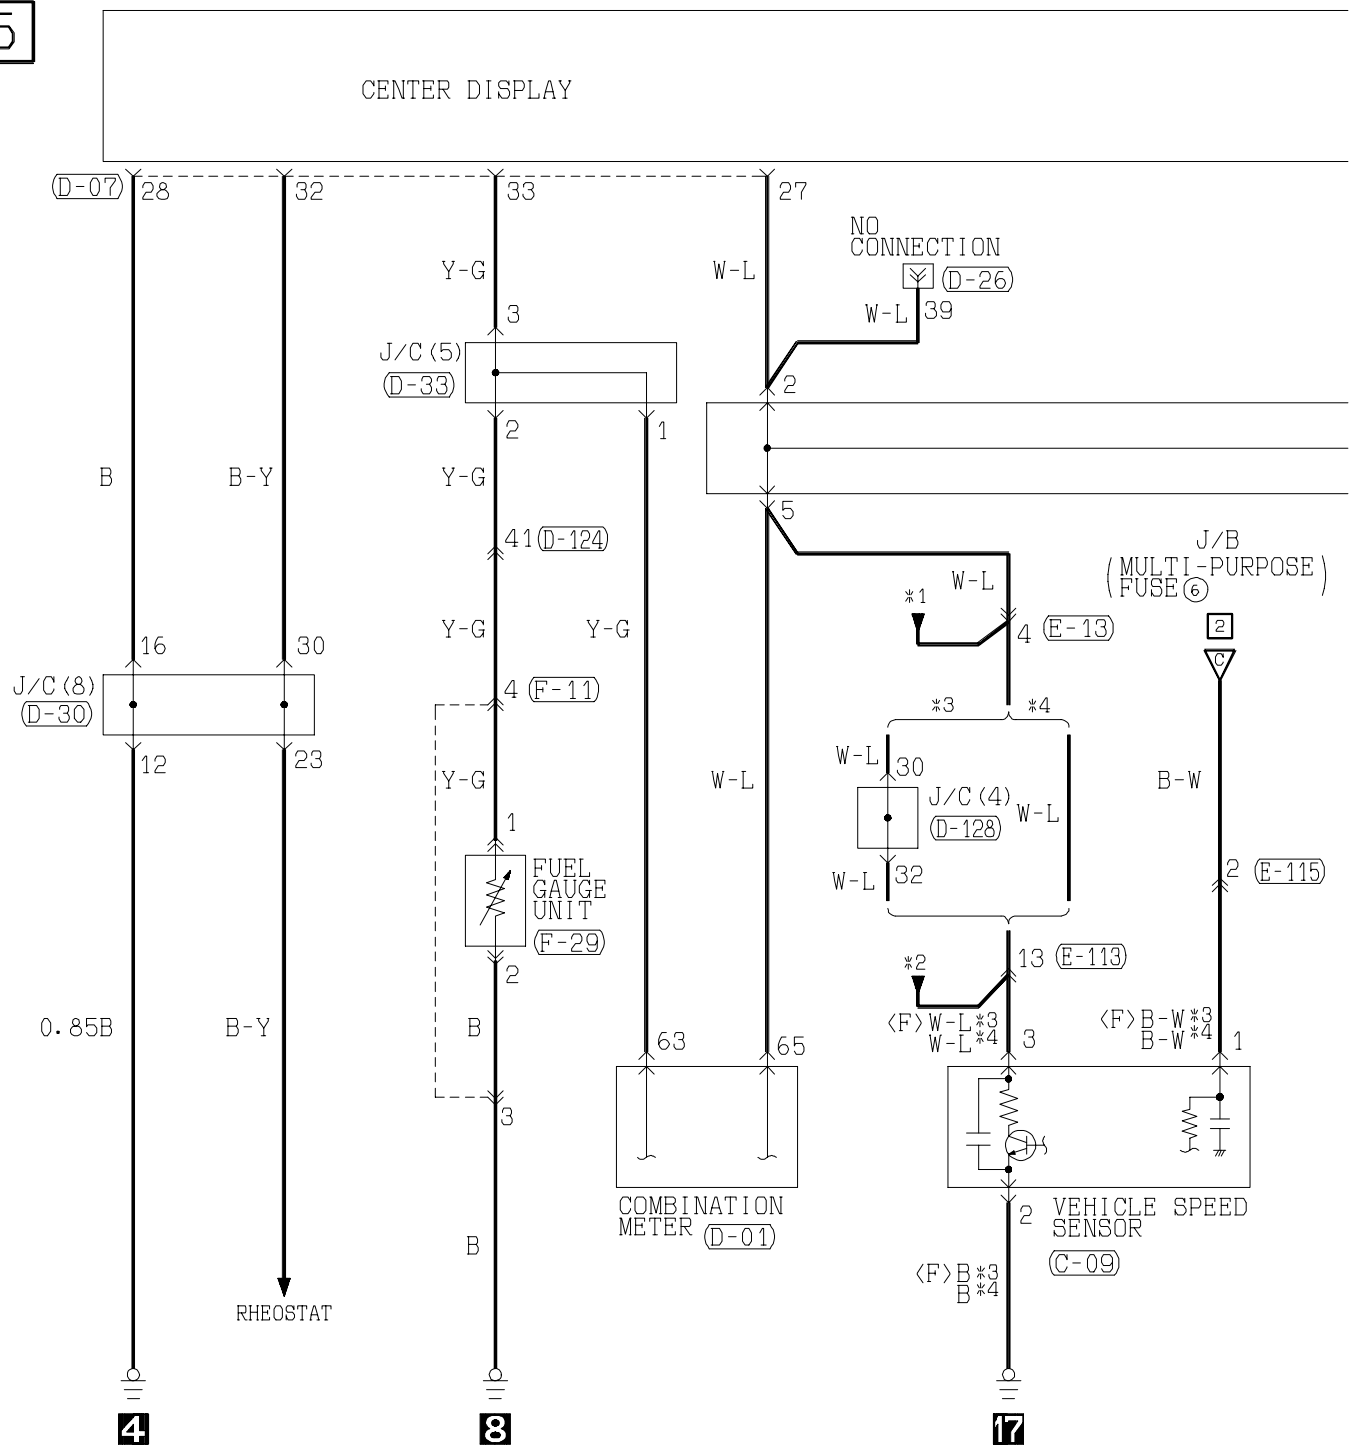 5
CENTER DISPLAY
(D-07) 28 32 33 27
NO
CONNECTION
(D-26)
Y-G W-L
W-L 39
3
J/C(5)
(D-33)
2
2 1
B B-Y Y-G
5
41 (D-124)
J/B
(MULTI-PURPOSE)
FUSE 6
W-L
*1
2
4 (E-13)
Y-G Y-G
C
16 30
J/C(8)
(D-30)
4 (F-11)
*3 *4
12 23
Y-G W-L
W-L 30
B-W
J/C(4)
(D-128)
W-L
1
FUEL
GAUGE
UNIT
(F-29)
W-L 32
2 (E-115)
2
*2
13 (E-113)
0.85B B-Y B
<F>W-L*3
W-L*4
3
<F>B-W*3
B-W*4
1
63 65
3
COMBINATION
METER (D-01)
2
VEHICLE SPEED
SENSOR
(C-09)
B
<F>B*3
B*4
RHEOSTAT
4 8 17